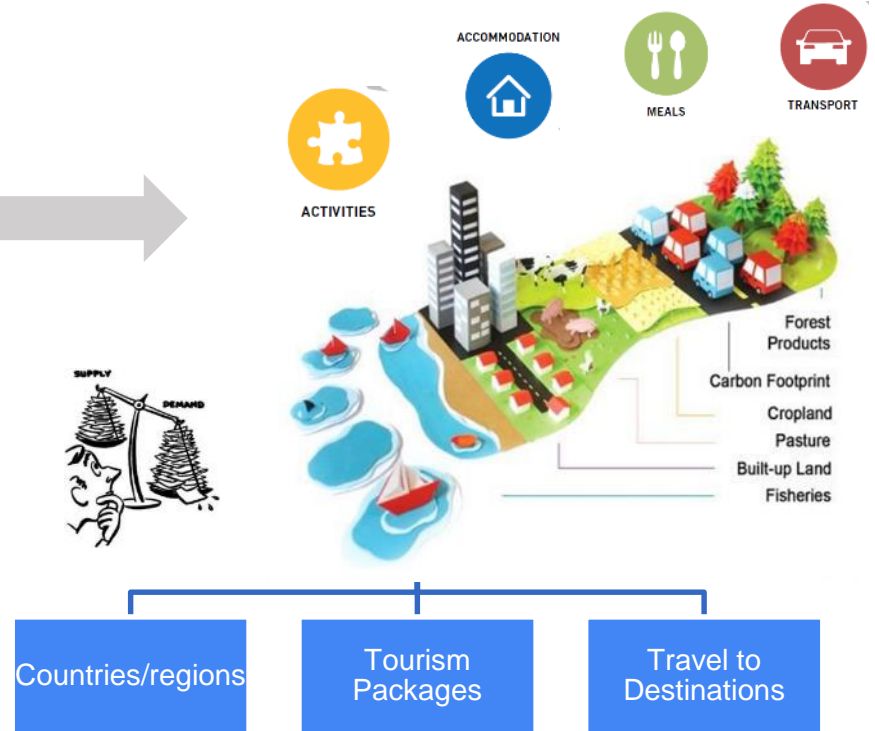 ACCOMMODATION
MEALS
TRANSPORT
ACTIVITIES
Forest
Products
Carbon Footprint
Cropland
Pasture
Built-up Land
Fisheries
SUPPLY
DEMAND
Countries/regions
Tourism
Packages
Travel to
Destinations